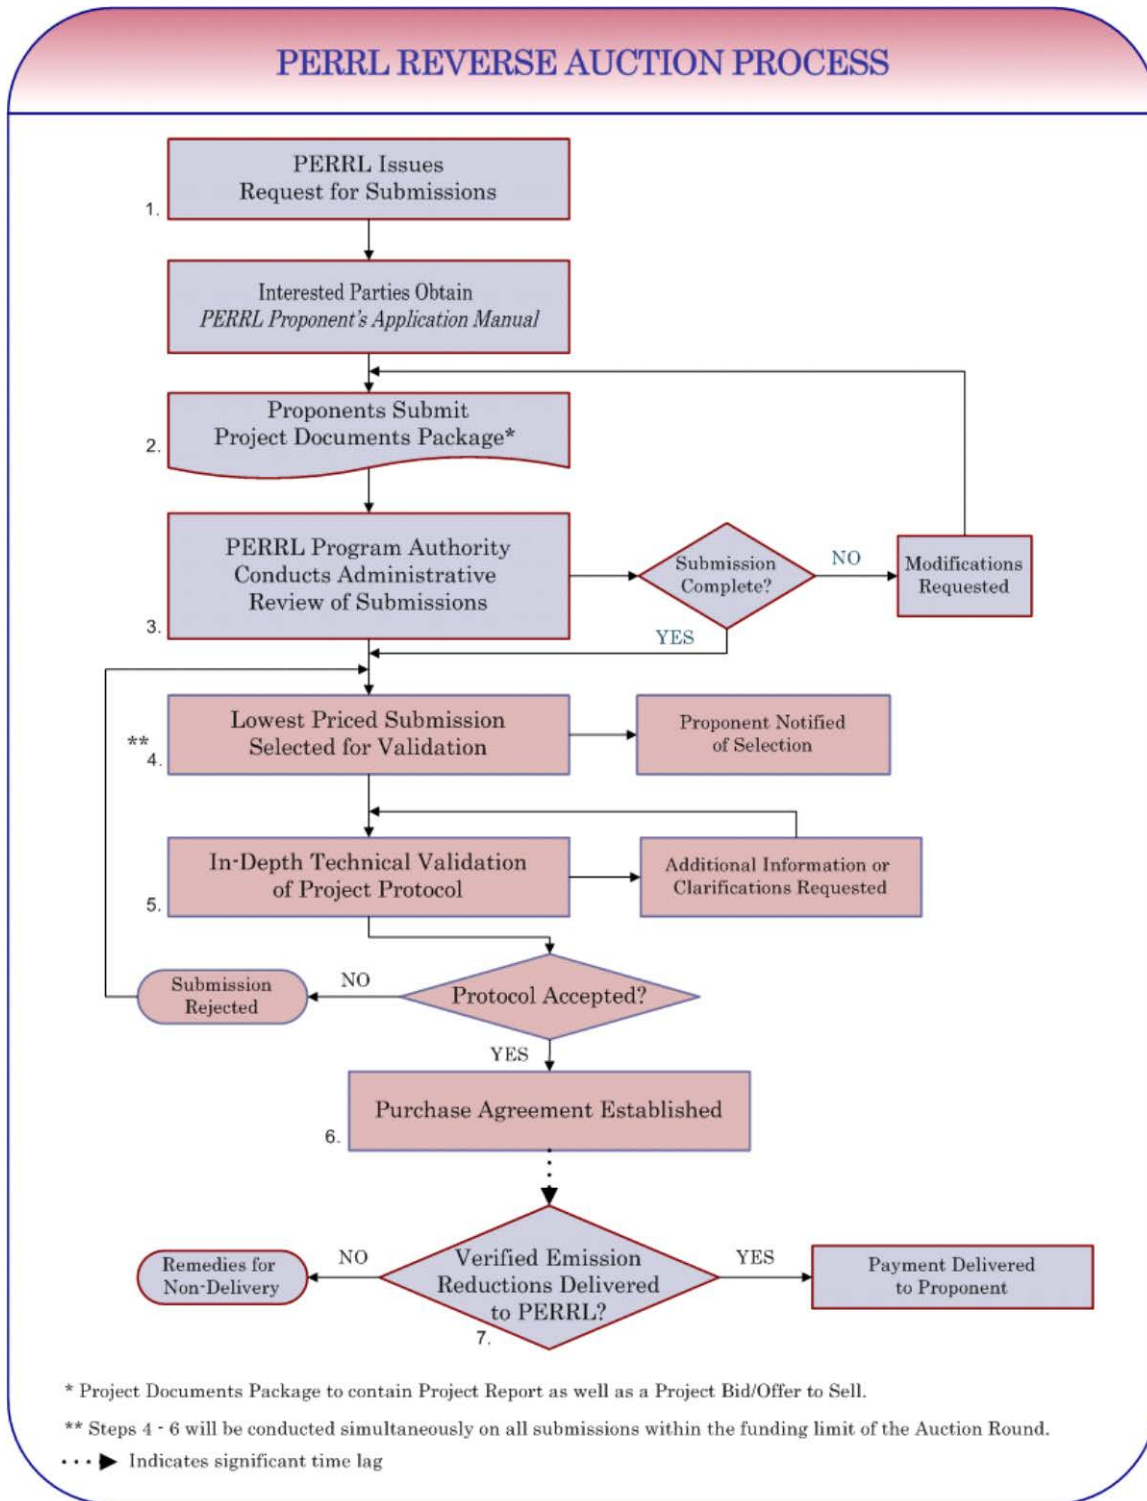 PERRL REVERSE AUCTION PROCESS
PERRL Issues
Request for Submissions
1.
Interested Parties Obtain
PERRL Proponent's Application Manual
Proponents Submit
Project Documents Package*
2.
PERRL Program Authority
Conducts Administrative
Review of Submissions
3.
Submission
Complete?
NO
Modifications
Requested
YES
Lowest Priced Submission
Selected for Validation
**
4.
Proponent Notified
of Selection
In-Depth Technical Validation
of Project Protocol
5.
Additional Information or
Clarifications Requested
Submission
Rejected
NO
Protocol Accepted?
YES
Purchase Agreement Established
6.
Remedies for
Non-Delivery
NO
Verified Emission
Reductions Delivered
to PERRL?
7.
YES
Payment Delivered
to Proponent
* Project Documents Package to contain Project Report as well as a Project Bid/Offer to Sell.
** Steps 4 - 6 will be conducted simultaneously on all submissions within the funding limit of the Auction Round.
Indicates significant time lag